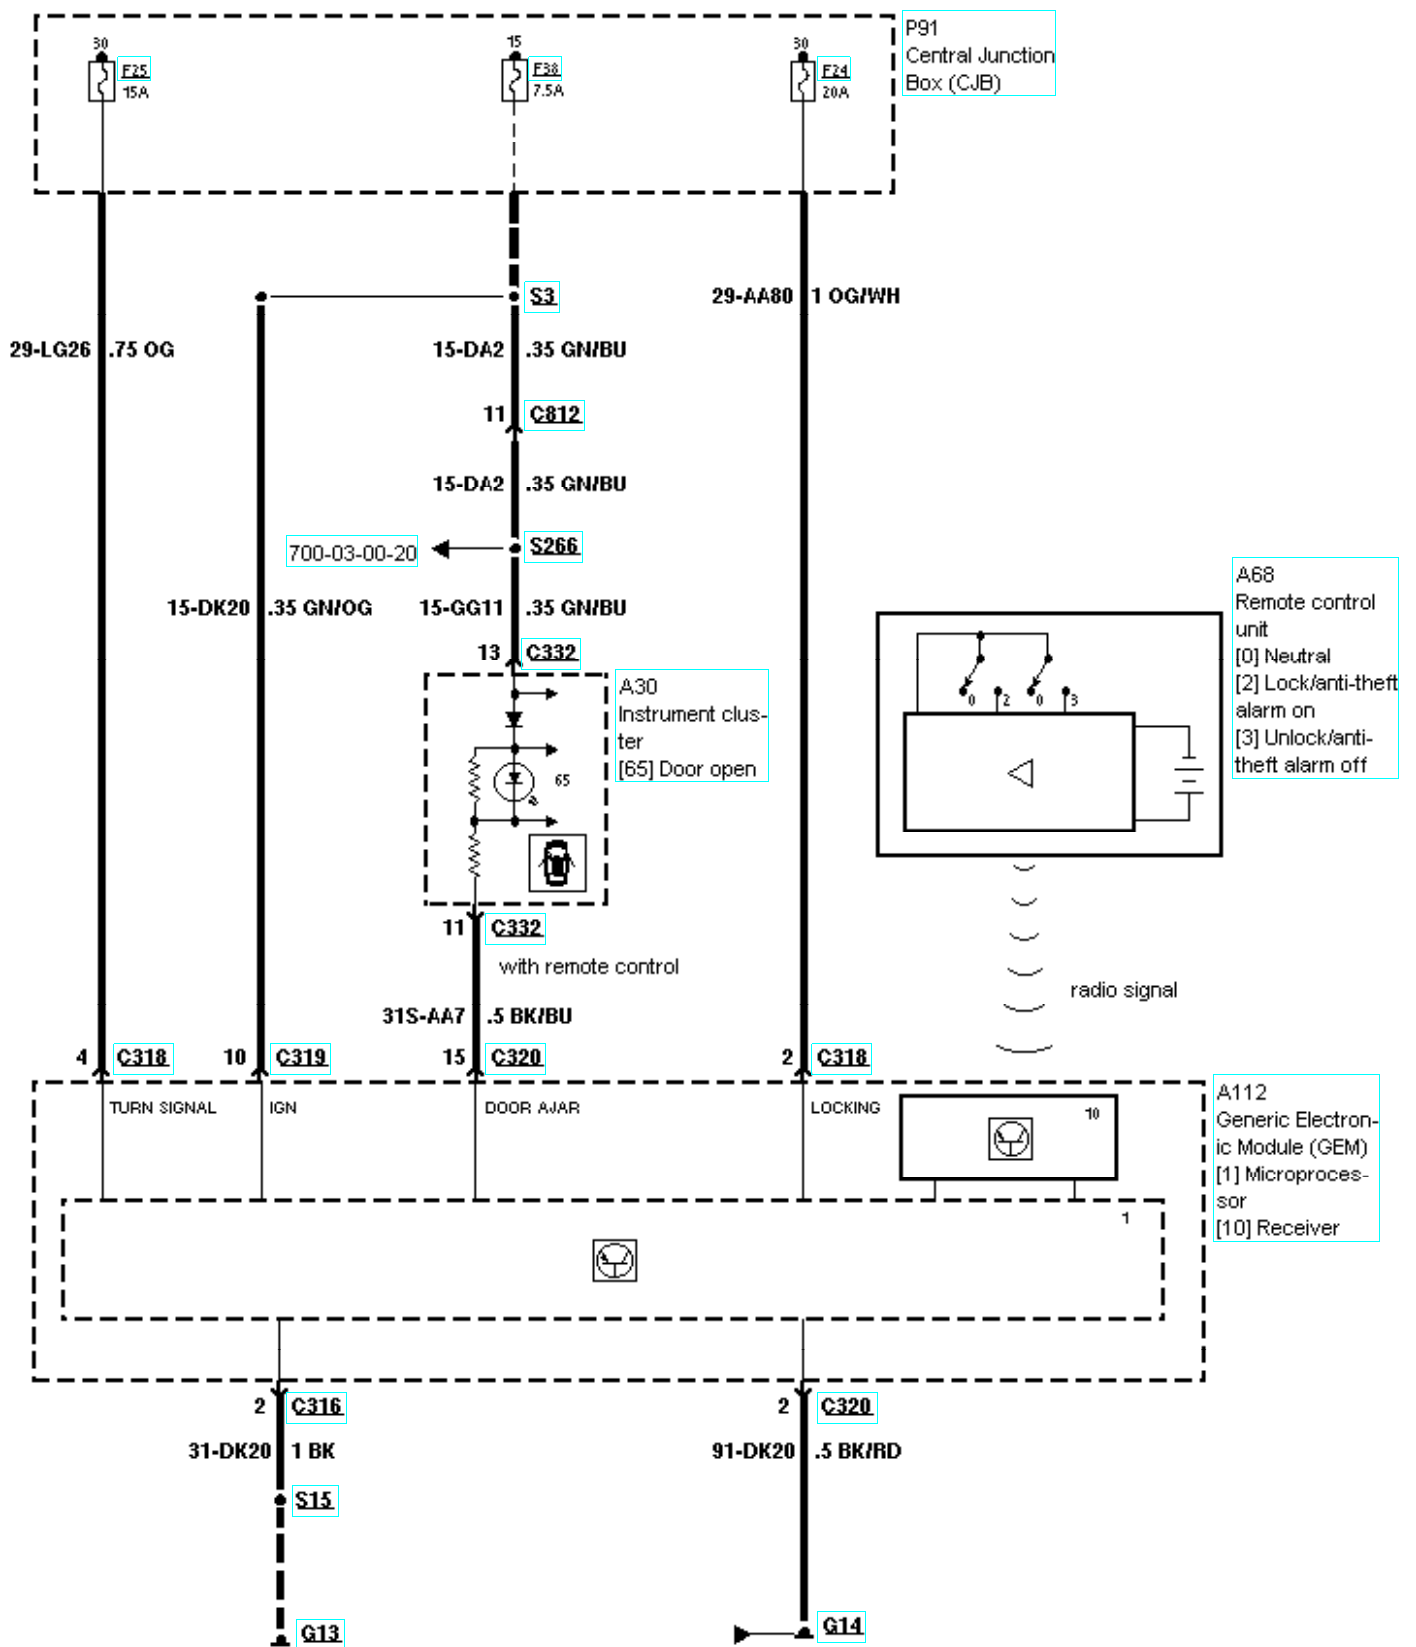 30
F25
15A
15
F38
7.5A
30
F24
20A
P91
Central Junction
Box (CJB)
S3
29-AA80 1 OG/WH
29-LG26 .75 OG
15-DA2 .35 GN/BU
11 C812
15-DA2 .35 GN/BU
700-03-00-20
S266
15-DK20 .35 GN/OG
15-GG11 .35 GN/BU
13 C332
A30
Instrument clus-
ter
[65] Door open
65
A68
Remote control
unit
[0] Neutral
[2] Lock/anti-theft
alarm on
[3] Unlock/anti-
theft alarm off
0 2 0 3
11 C332
with remote control
radio signal
31S-AA7 .5 BK/BU
4 C318
10 C319
15 C320
2 C318
TURN SIGNAL
IGN
DOOR AJAR
LOCKING
10
A112
Generic Electron-
ic Module (GEM)
[1] Microproces-
sor
[10] Receiver
1
2 C316
2 C320
31-DK20 1 BK
91-DK20 .5 BK/RD
S15
G13
G14